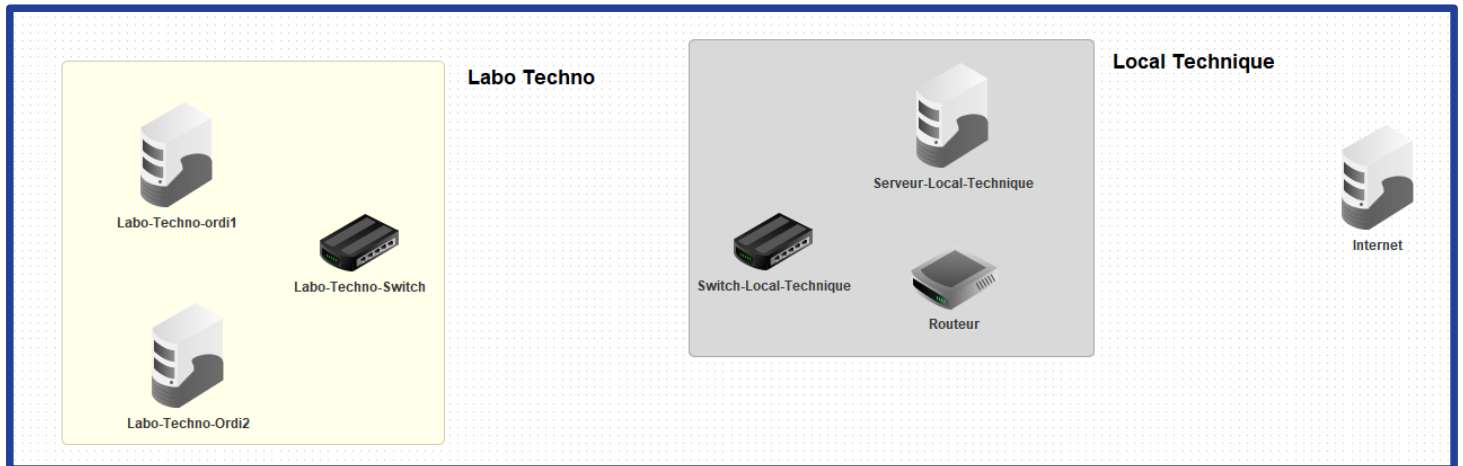 Labo Techno
Labo-Techno-ordi1
Labo-Techno-Switch
Labo-Techno-Ordi2
Local Technique
Serveur-Local-Technique
Switch-Local-Technique
Routeur
Internet